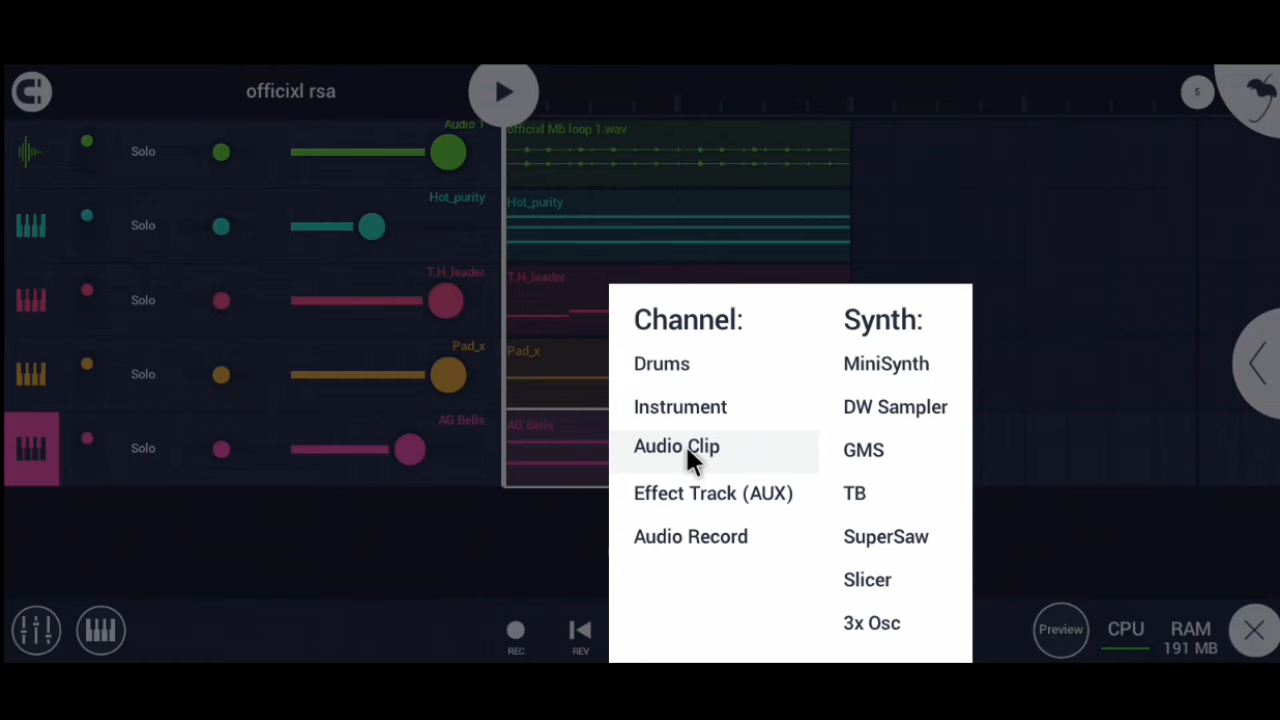 officixl rsa
5
Audio 1
Solo
officixl Mb loop 1.wav
Hot_purity
Solo
Hot_purity
T.H_leader
Solo
T.H_leader
Pad_x
Solo
Pad_x
AG Bells
Solo
AG Bells
Channel:
Drums
Instrument
Audio Clip
Effect Track (AUX)
Audio Record
Synth:
MiniSynth
DW Sampler
GMS
TB
SuperSaw
Slicer
3x Osc
REC
REV
Preview
CPU
RAM
191 MB